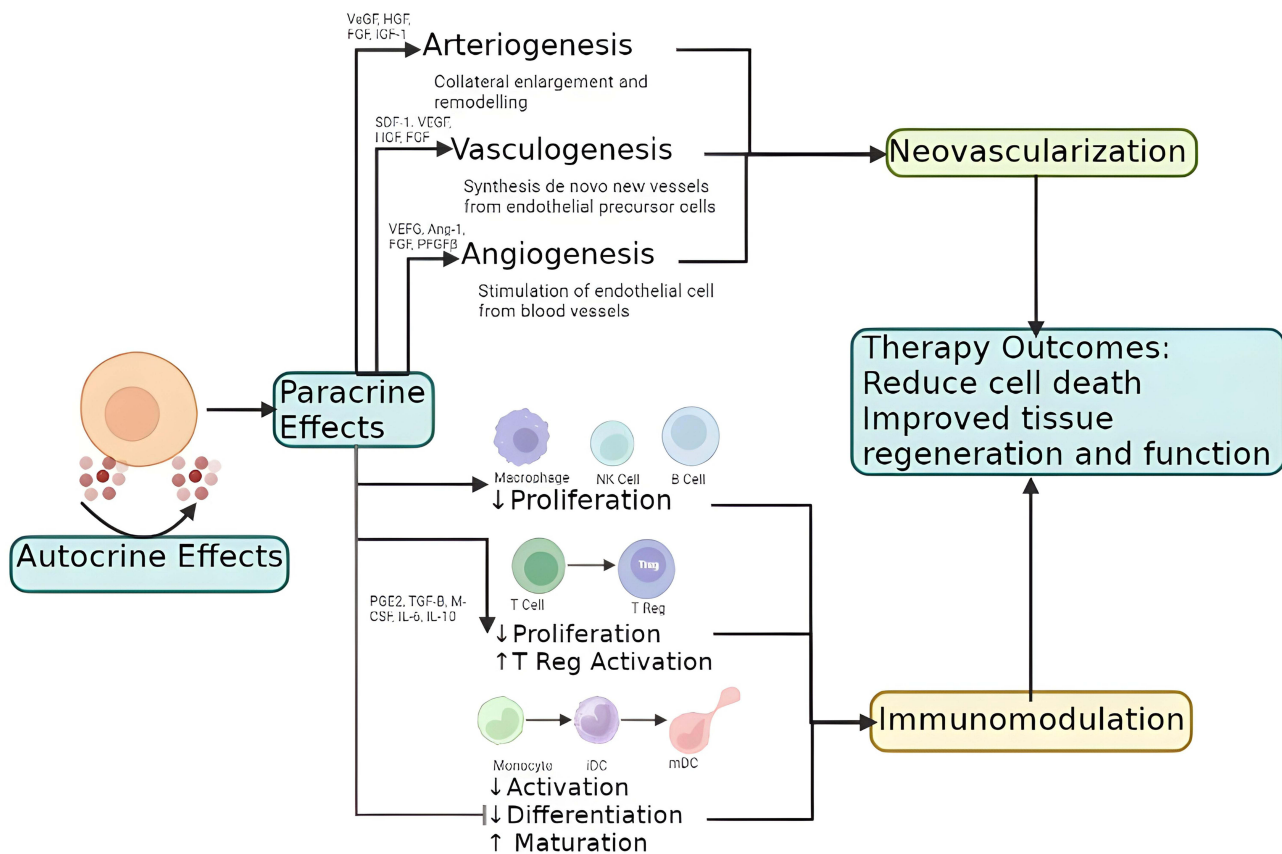 VeGF, HGF,
FGF, IGF-1
Arteriogenesis
Collateral enlargement and
remodelling
SDF-1, VEGF,
HGF, FGF
Vasculogenesis
Synthesis de novo new vessels
from endothelial precursor cells
VEFG, Ang-1,
FGF, PFGFβ
Angiogenesis
Stimulation of endothelial cell
from blood vessels
Neovascularization
Therapy Outcomes:
Reduce cell death
Improved tissue
regeneration and function
Paracrine
Effects
Autocrine Effects
Macrophage
NK Cell
B Cell
↓Proliferation
Treg
T Cell
T Reg
PGE2, TGF-B, M-
CSF, IL-6, IL-10
↓Proliferation
↑T Reg Activation
Monocyte
iDC
mDC
↓Activation
↓Differentiation
↑ Maturation
Immunomodulation